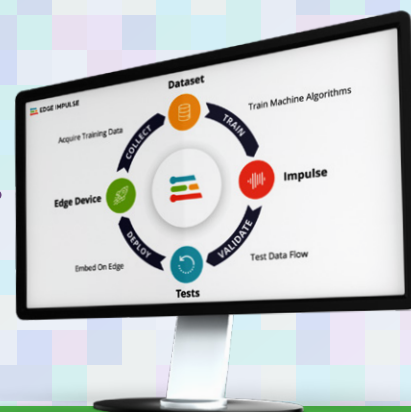 EDGE IMPULSE
Dataset
Acquire Training Data
COLLECT
TRAIN
Train Machine Algorithms
Edge Device
Impulse
DEPLOY
VALIDATE
Embed On Edge
Test Data Flow
Tests